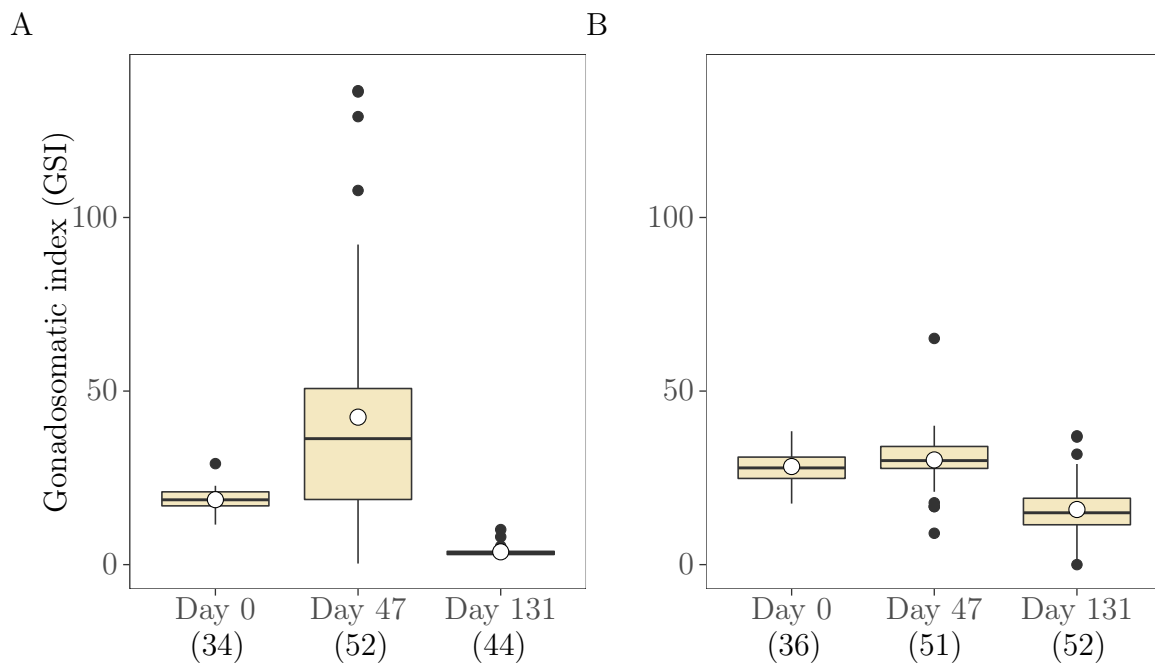 A
B
Gonadosomatic index (GSI)
100
50
0
Day 0
Day 47
Day 131
(34)
(52)
(44)
100
50
0
Day 0
Day 47
Day 131
(36)
(51)
(52)